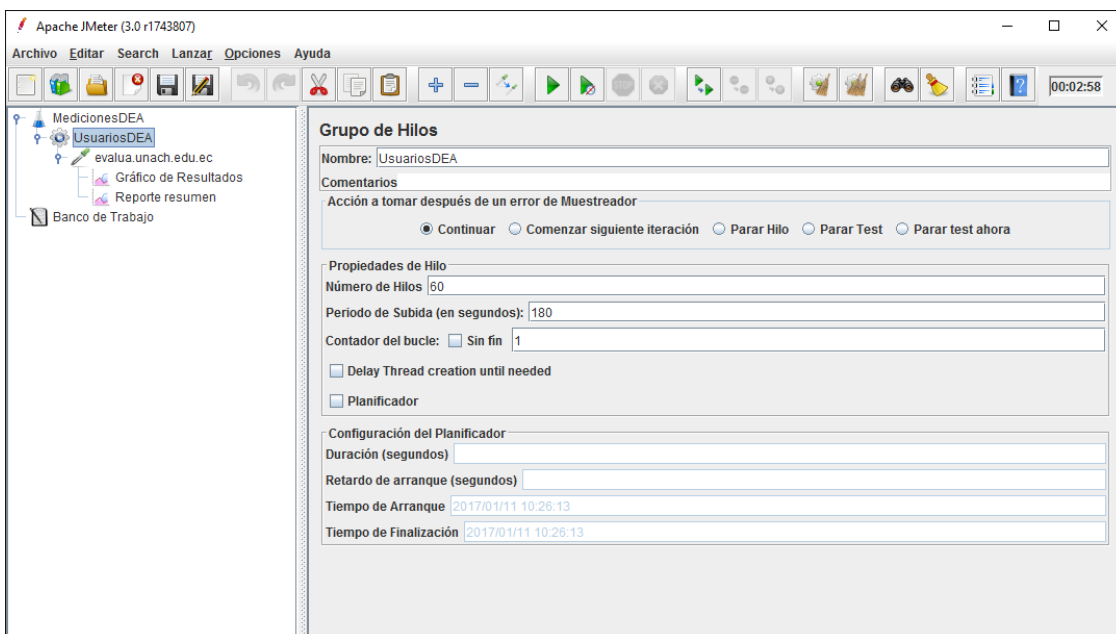 Apache JMeter (3.0 r1743807)
Archivo Editar Search Lanzar Opciones Ayuda
00:02:58
MedicionesDEA
UsuariosDEA
evalua.unach.edu.ec
Gráfico de Resultados
Reporte resumen
Banco de Trabajo
Grupo de Hilos
Nombre: UsuariosDEA
Comentarios
Acción a tomar después de un error de Muestreador
Continuar Comenzar siguiente iteración Parar Hilo Parar Test Parar test ahora
Propiedades de Hilo
Número de Hilos 60
Periodo de Subida (en segundos): 180
Contador del bucle: Sin fín 1
Delay Thread creation until needed
Planificador
Configuración del Planificador
Duración (segundos)
Retardo de arranque (segundos)
Tiempo de Arranque 2017/01/11 10:26:13
Tiempo de Finalización 2017/01/11 10:26:13